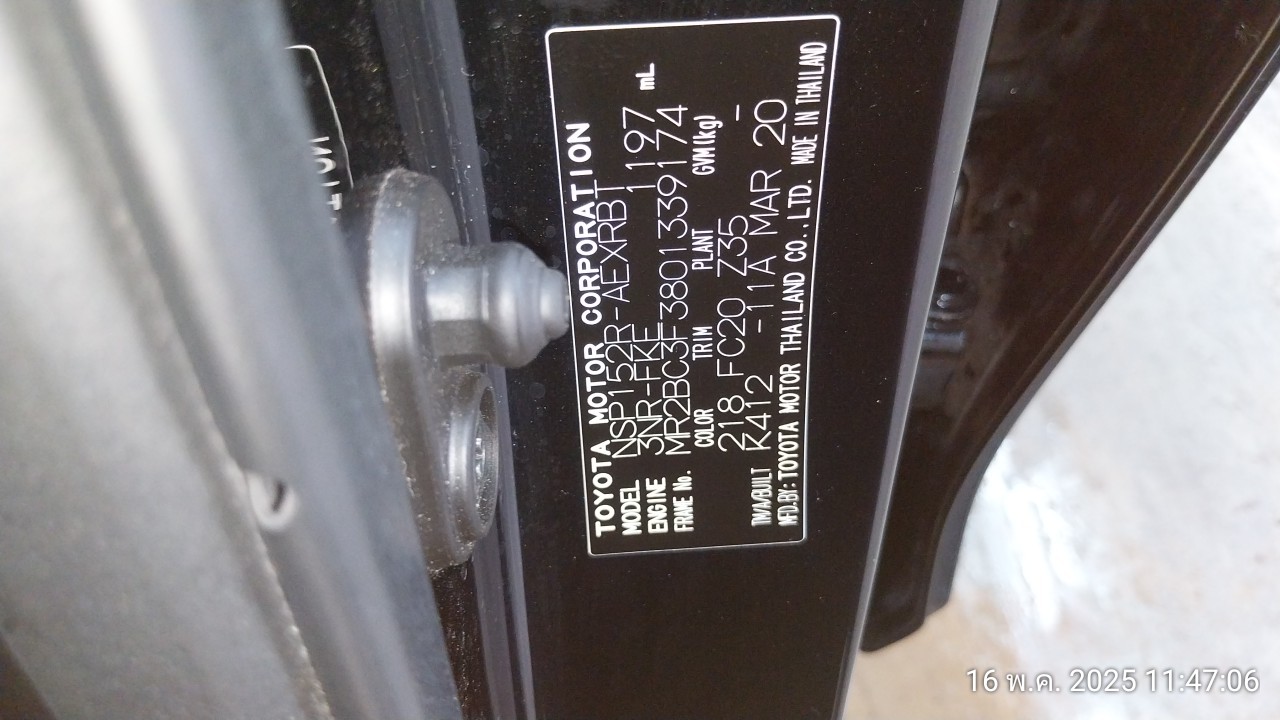 TOYOTA MOTOR CORPORATION
MODEL NSP152R-AEXRBT
ENGINE 3NR-FKE 1197 mL
FRAME No. MR2BC3F3801339174
COLOR TRIM PLANT GVM(kg)
218 FC20 Z35 -
T/A/BUILT K412 -11A MAR 20
MFD.BY: TOYOTA MOTOR THAILAND CO.,LTD. MADE IN THAILAND
16 พ.ค. 2025 11:47:06